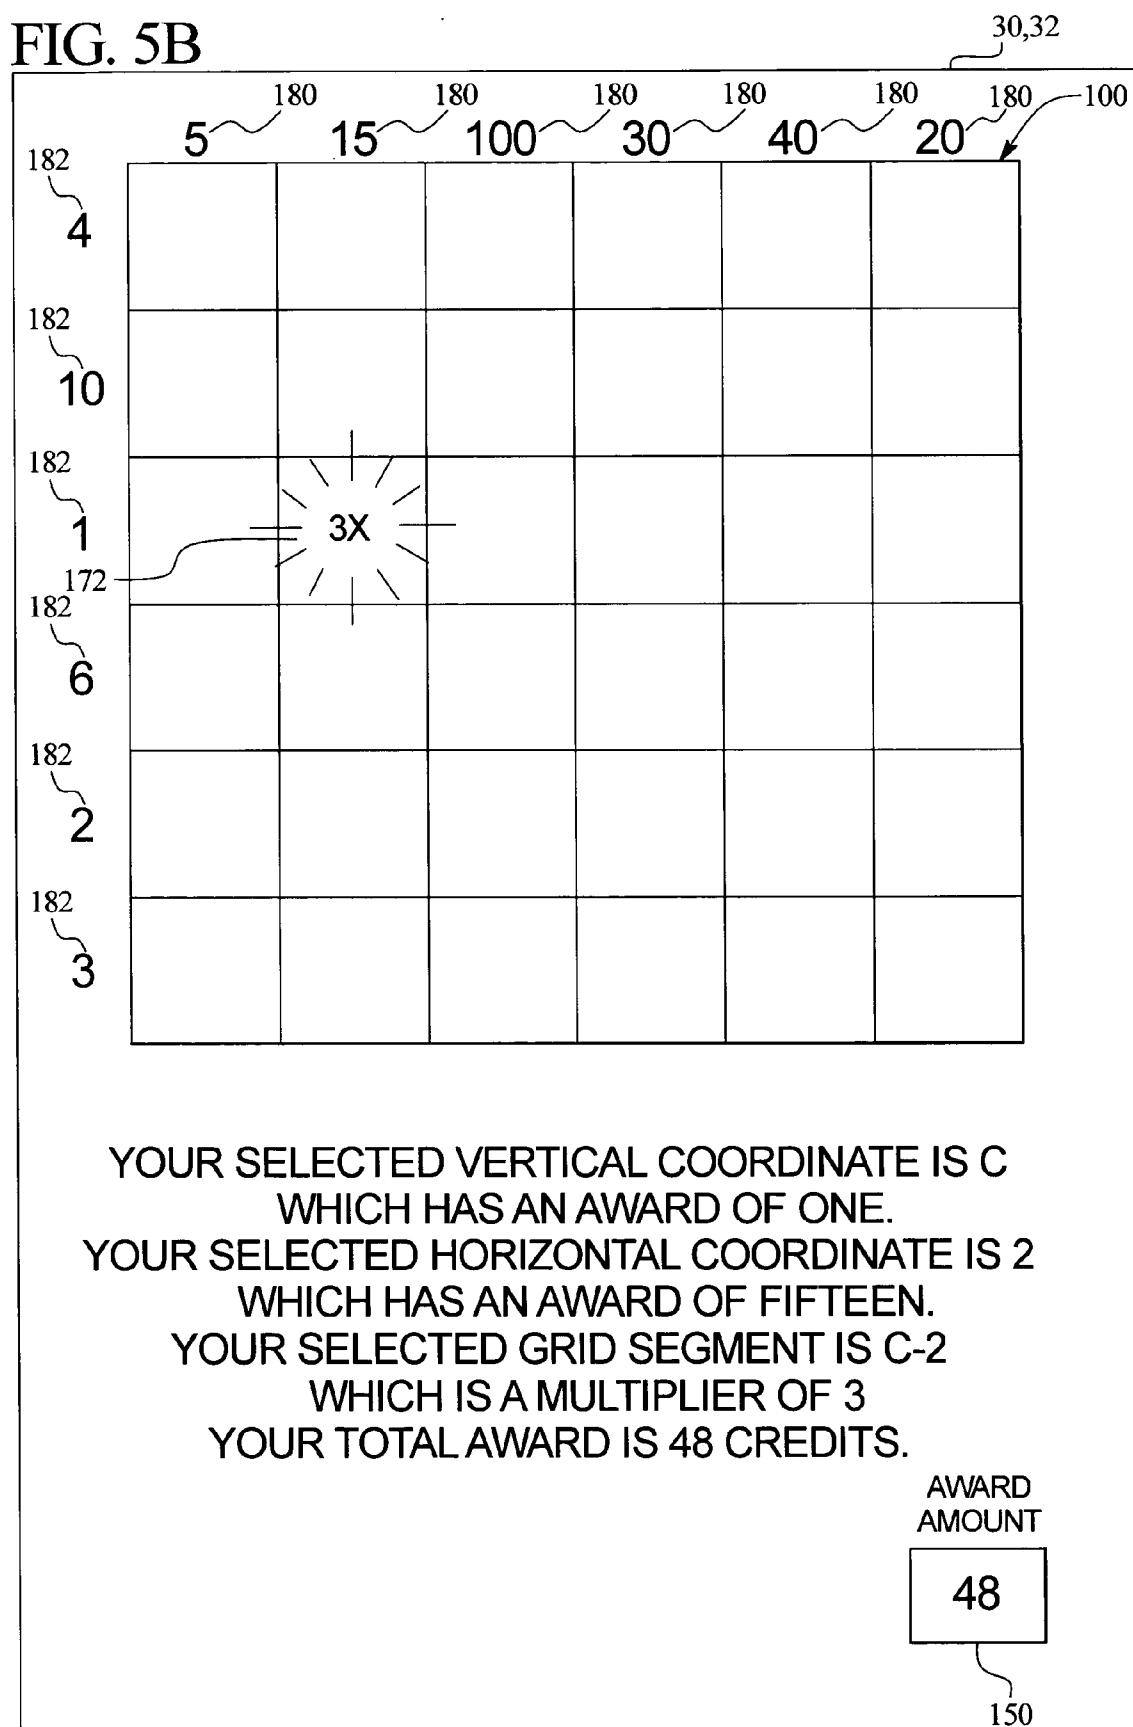 FIG. 5B
30,32
180 180 180 180 180 180 100
5 15 100 30 40 20
182
4
182
10
182
1
3X
172
182
6
182
2
182
3
YOUR SELECTED VERTICAL COORDINATE IS C
WHICH HAS AN AWARD OF ONE.
YOUR SELECTED HORIZONTAL COORDINATE IS 2
WHICH HAS AN AWARD OF FIFTEEN.
YOUR SELECTED GRID SEGMENT IS C-2
WHICH IS A MULTIPLIER OF 3
YOUR TOTAL AWARD IS 48 CREDITS.
AWARD
AMOUNT
48
150